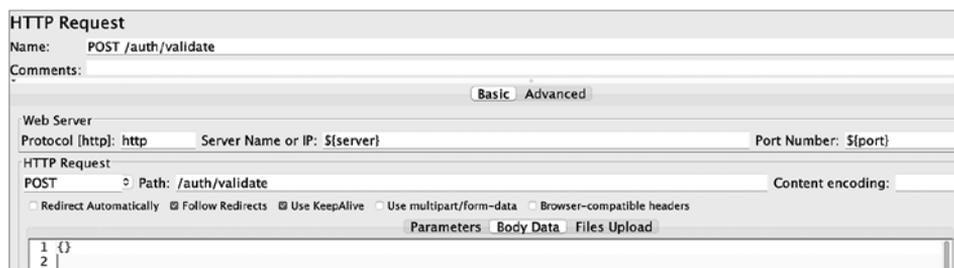 HTTP Request
Name: POST /auth/validate
Comments:
Basic Advanced
Web Server
Protocol [http]: http Server Name or IP: ${server} Port Number: ${port}
HTTP Request
POST Path: /auth/validate Content encoding:
Redirect Automatically Follow Redirects Use KeepAlive Use multipart/form-data Browser-compatible headers
Parameters Body Data Files Upload
1 {}
2